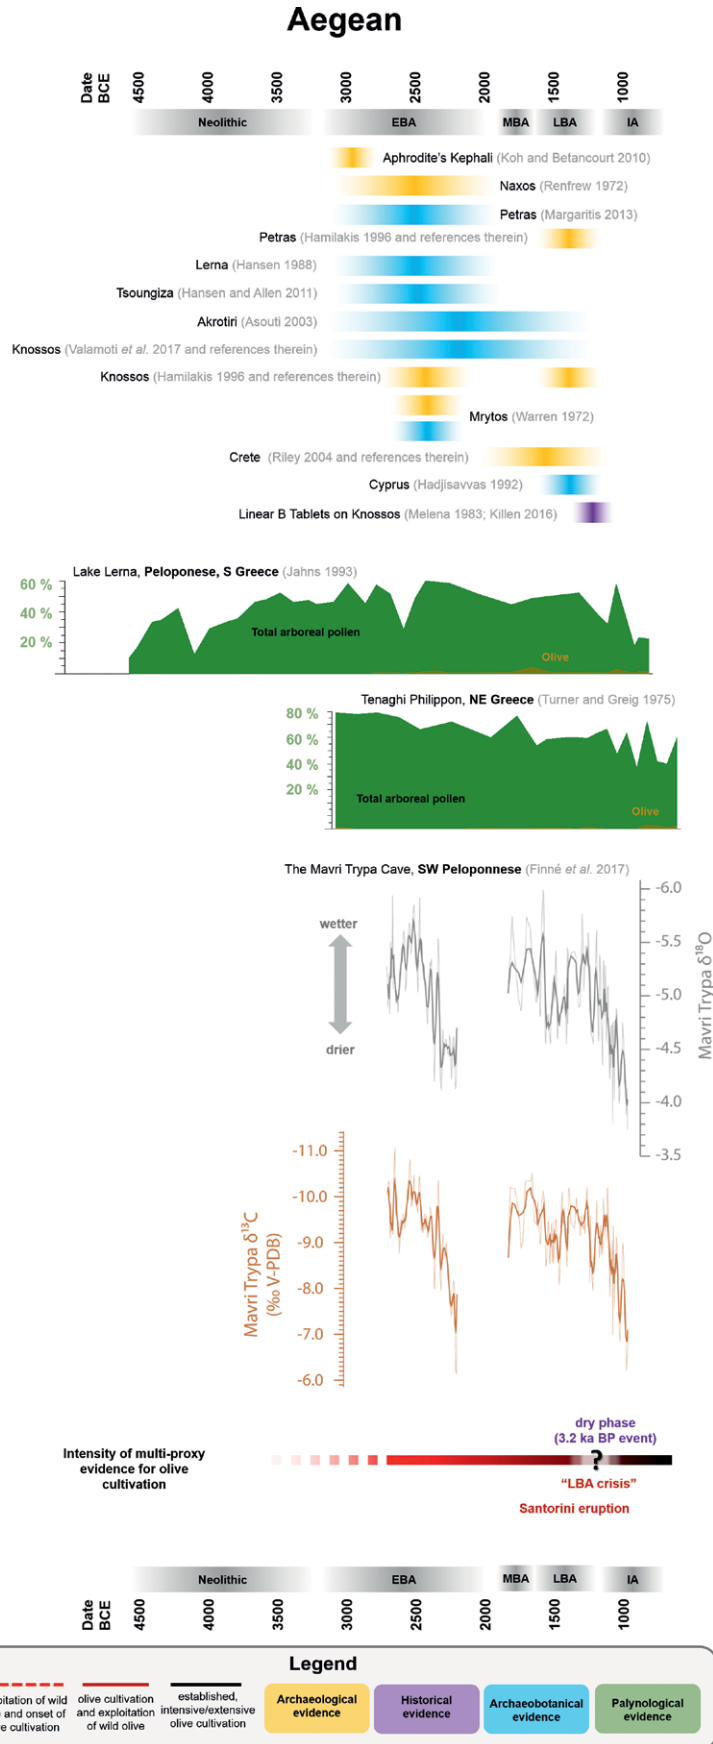 Aegean
Date BCE
4500 4000 3500 3000 2500 2000 1500 1000
Neolithic EBA MBA LBA IA
Aphrodite's Kephali (Koh and Betancourt 2010)
Naxos (Renfrew 1972)
Petras (Margaritis 2013)
Petras (Hamilakis 1996 and references therein)
Lerna (Hansen 1988)
Tsoungiza (Hansen and Allen 2011)
Akrotiri (Asouti 2003)
Knossos (Valamoti et al. 2017 and references therein)
Knossos (Hamilakis 1996 and references therein)
Mrytos (Warren 1972)
Crete (Riley 2004 and references therein)
Cyprus (Hadjisavvas 1992)
Linear B Tablets on Knossos (Melena 1983; Killen 2016)
Lake Lerna, Peloponese, S Greece (Jahns 1993)
60 %
40 %
20 %
Total arboreal pollen
Olive
Tenaghi Philippon, NE Greece (Turner and Greig 1975)
80 %
60 %
40 %
20 %
Total arboreal pollen
Olive
The Mavri Trypa Cave, SW Peloponnese (Finné et al. 2017)
wetter
drier
-6.0
-5.5
-5.0
-4.5
-4.0
-3.5
Mavri Trypa δ18O
-11.0
-10.0
-9.0
-8.0
-7.0
-6.0
Mavri Trypa δ13C
(‰ V-PDB)
dry phase
(3.2 ka BP event)
Intensity of multi-proxy
evidence for olive
cultivation
?
"LBA crisis"
Santorini eruption
Neolithic EBA MBA LBA IA
Date BCE
4500 4000 3500 3000 2500 2000 1500 1000
Legend
itation of wild
e and onset of
e cultivation
olive cultivation
and exploitation
of wild olive
established,
intensive/extensive
olive cultivation
Archaeological
evidence
Historical
evidence
Archaeobotanical
evidence
Palynological
evidence